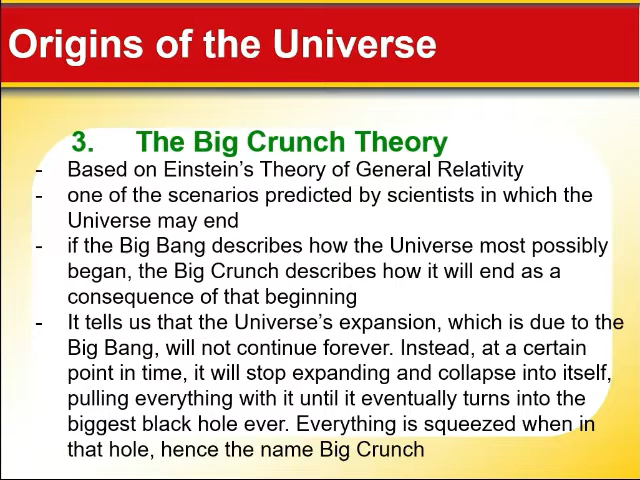 Origins of the Universe
3. The Big Crunch Theory
- Based on Einstein’s Theory of General Relativity
- one of the scenarios predicted by scientists in which the
Universe may end
- if the Big Bang describes how the Universe most possibly
began, the Big Crunch describes how it will end as a
consequence of that beginning
- It tells us that the Universe’s expansion, which is due to the
Big Bang, will not continue forever. Instead, at a certain
point in time, it will stop expanding and collapse into itself,
pulling everything with it until it eventually turns into the
biggest black hole ever. Everything is squeezed when in
that hole, hence the name Big Crunch